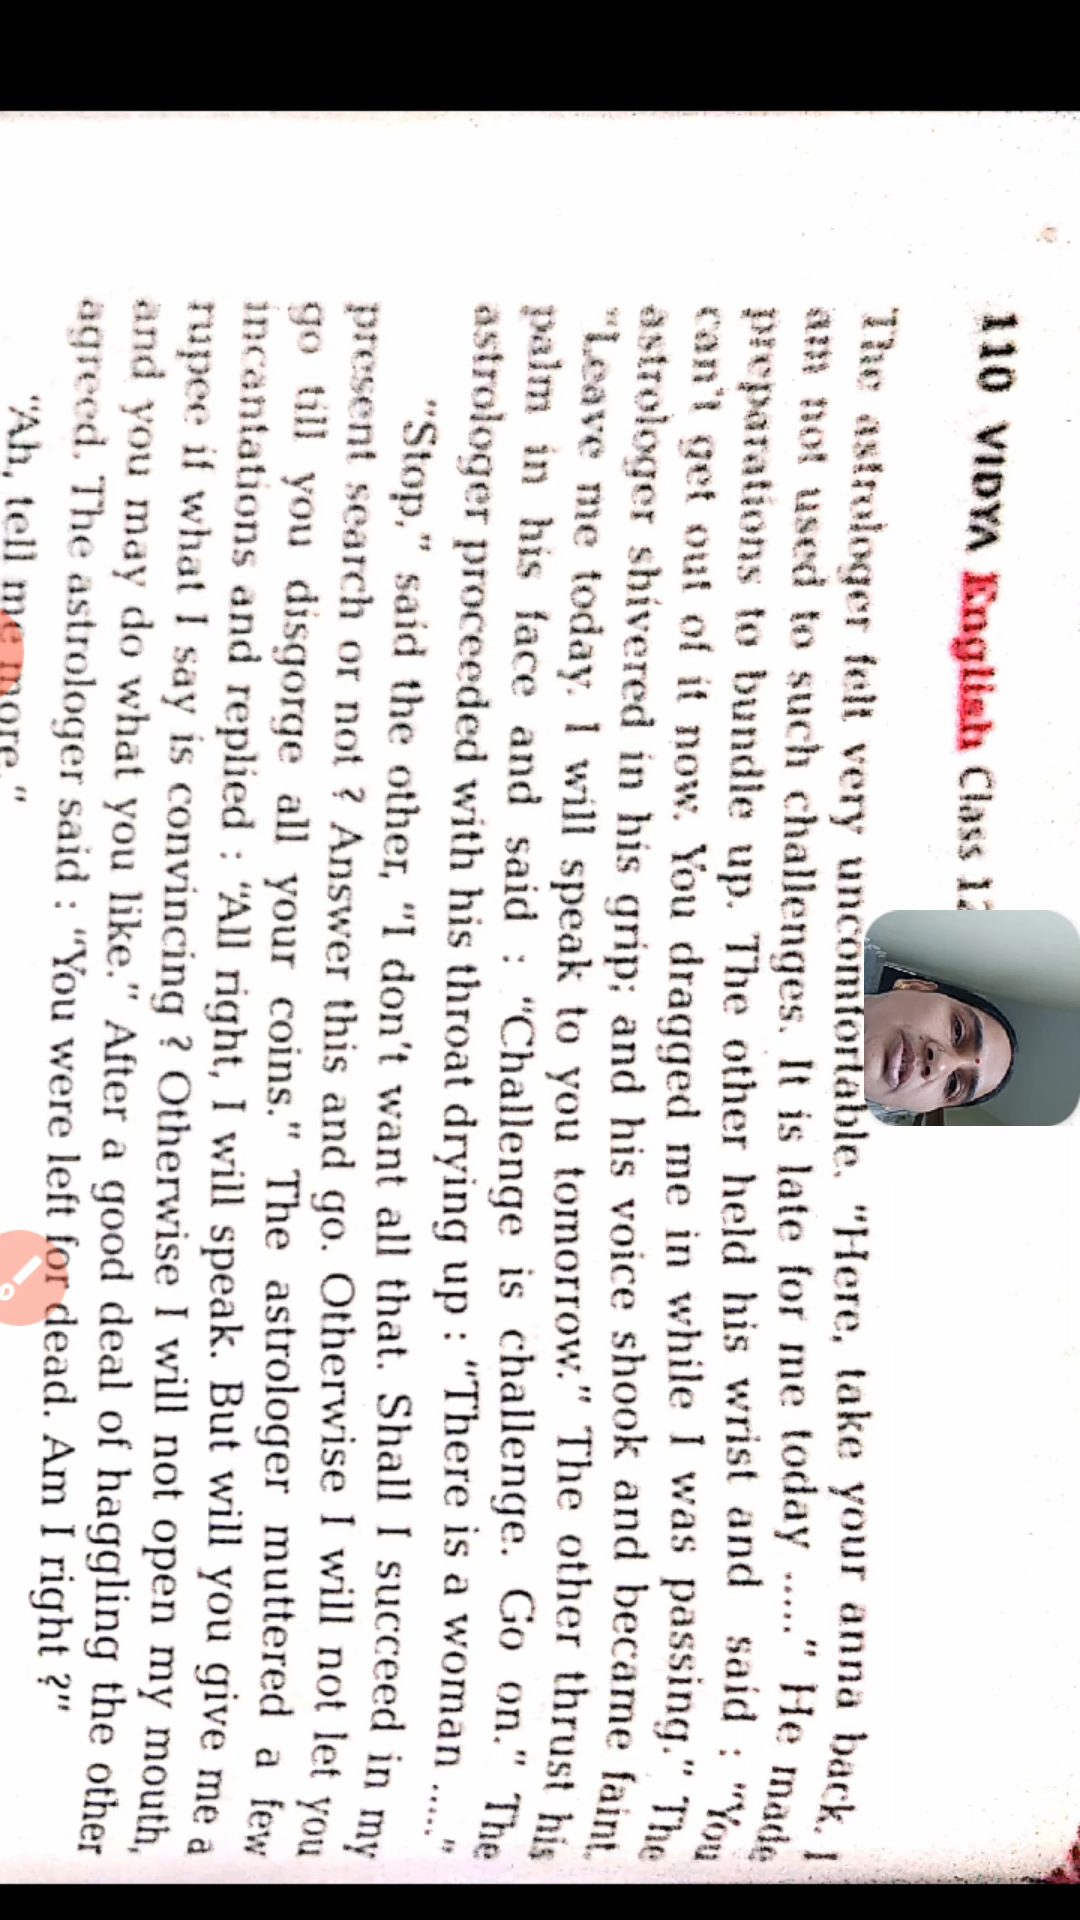 110 VIDYA English Class 12
The astrologer felt very uncomfortable. "Here, take your anna back. I
am not used to such challenges. It is late for me today ....." He made
preparations to bundle up. The other held his wrist and said : "You
can't get out of it now. You dragged me in while I was passing." The
astrologer shivered in his grip; and his voice shook and became faint.
"Leave me today. I will speak to you tomorrow." The other thrust his
palm in his face and said : "Challenge is challenge. Go on." The
astrologer proceeded with his throat drying up : "There is a woman ....."
"Stop," said the other, "I don't want all that. Shall I succeed in my
present search or not ? Answer this and go. Otherwise I will not let you
go till you disgorge all your coins." The astrologer muttered a few
incantations and replied : "All right, I will speak. But will you give me a
rupee if what I say is convincing ? Otherwise I will not open my mouth,
and you may do what you like." After a good deal of haggling the other
agreed. The astrologer said : "You were left for dead. Am I right ?"
"Ah, tell me more."